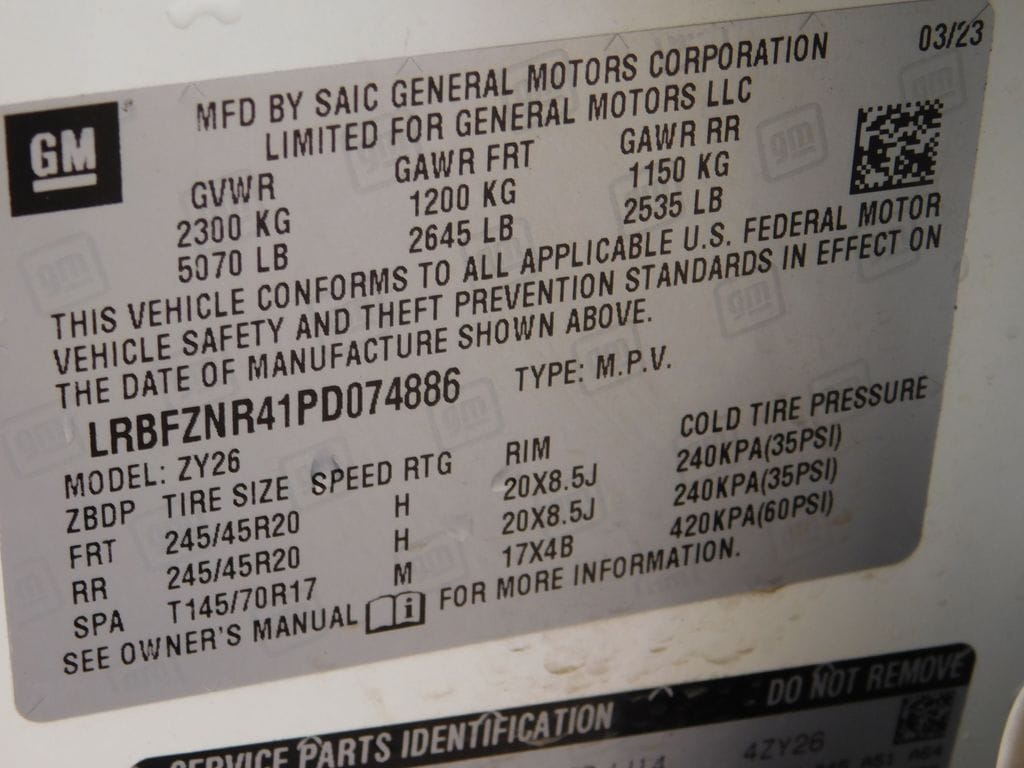 03/23
GM
MFD BY SAIC GENERAL MOTORS CORPORATION
LIMITED FOR GENERAL MOTORS LLC
GVWR GAWR FRT GAWR RR
2300 KG 1200 KG 1150 KG
5070 LB 2645 LB 2535 LB
THIS VEHICLE CONFORMS TO ALL APPLICABLE U.S. FEDERAL MOTOR
VEHICLE SAFETY AND THEFT PREVENTION STANDARDS IN EFFECT ON
THE DATE OF MANUFACTURE SHOWN ABOVE.
LRBFZNR41PD074886 TYPE: M.P.V.
MODEL: ZY26
ZBDP TIRE SIZE SPEED RTG RIM COLD TIRE PRESSURE
FRT 245/45R20 H 20X8.5J 240KPA(35PSI)
RR 245/45R20 H 20X8.5J 240KPA(35PSI)
SPA T145/70R17 M 17X4B 420KPA(60PSI)
SEE OWNER'S MANUAL FOR MORE INFORMATION.
SERVICE PARTS IDENTIFICATION DO NOT REMOVE
4ZY26